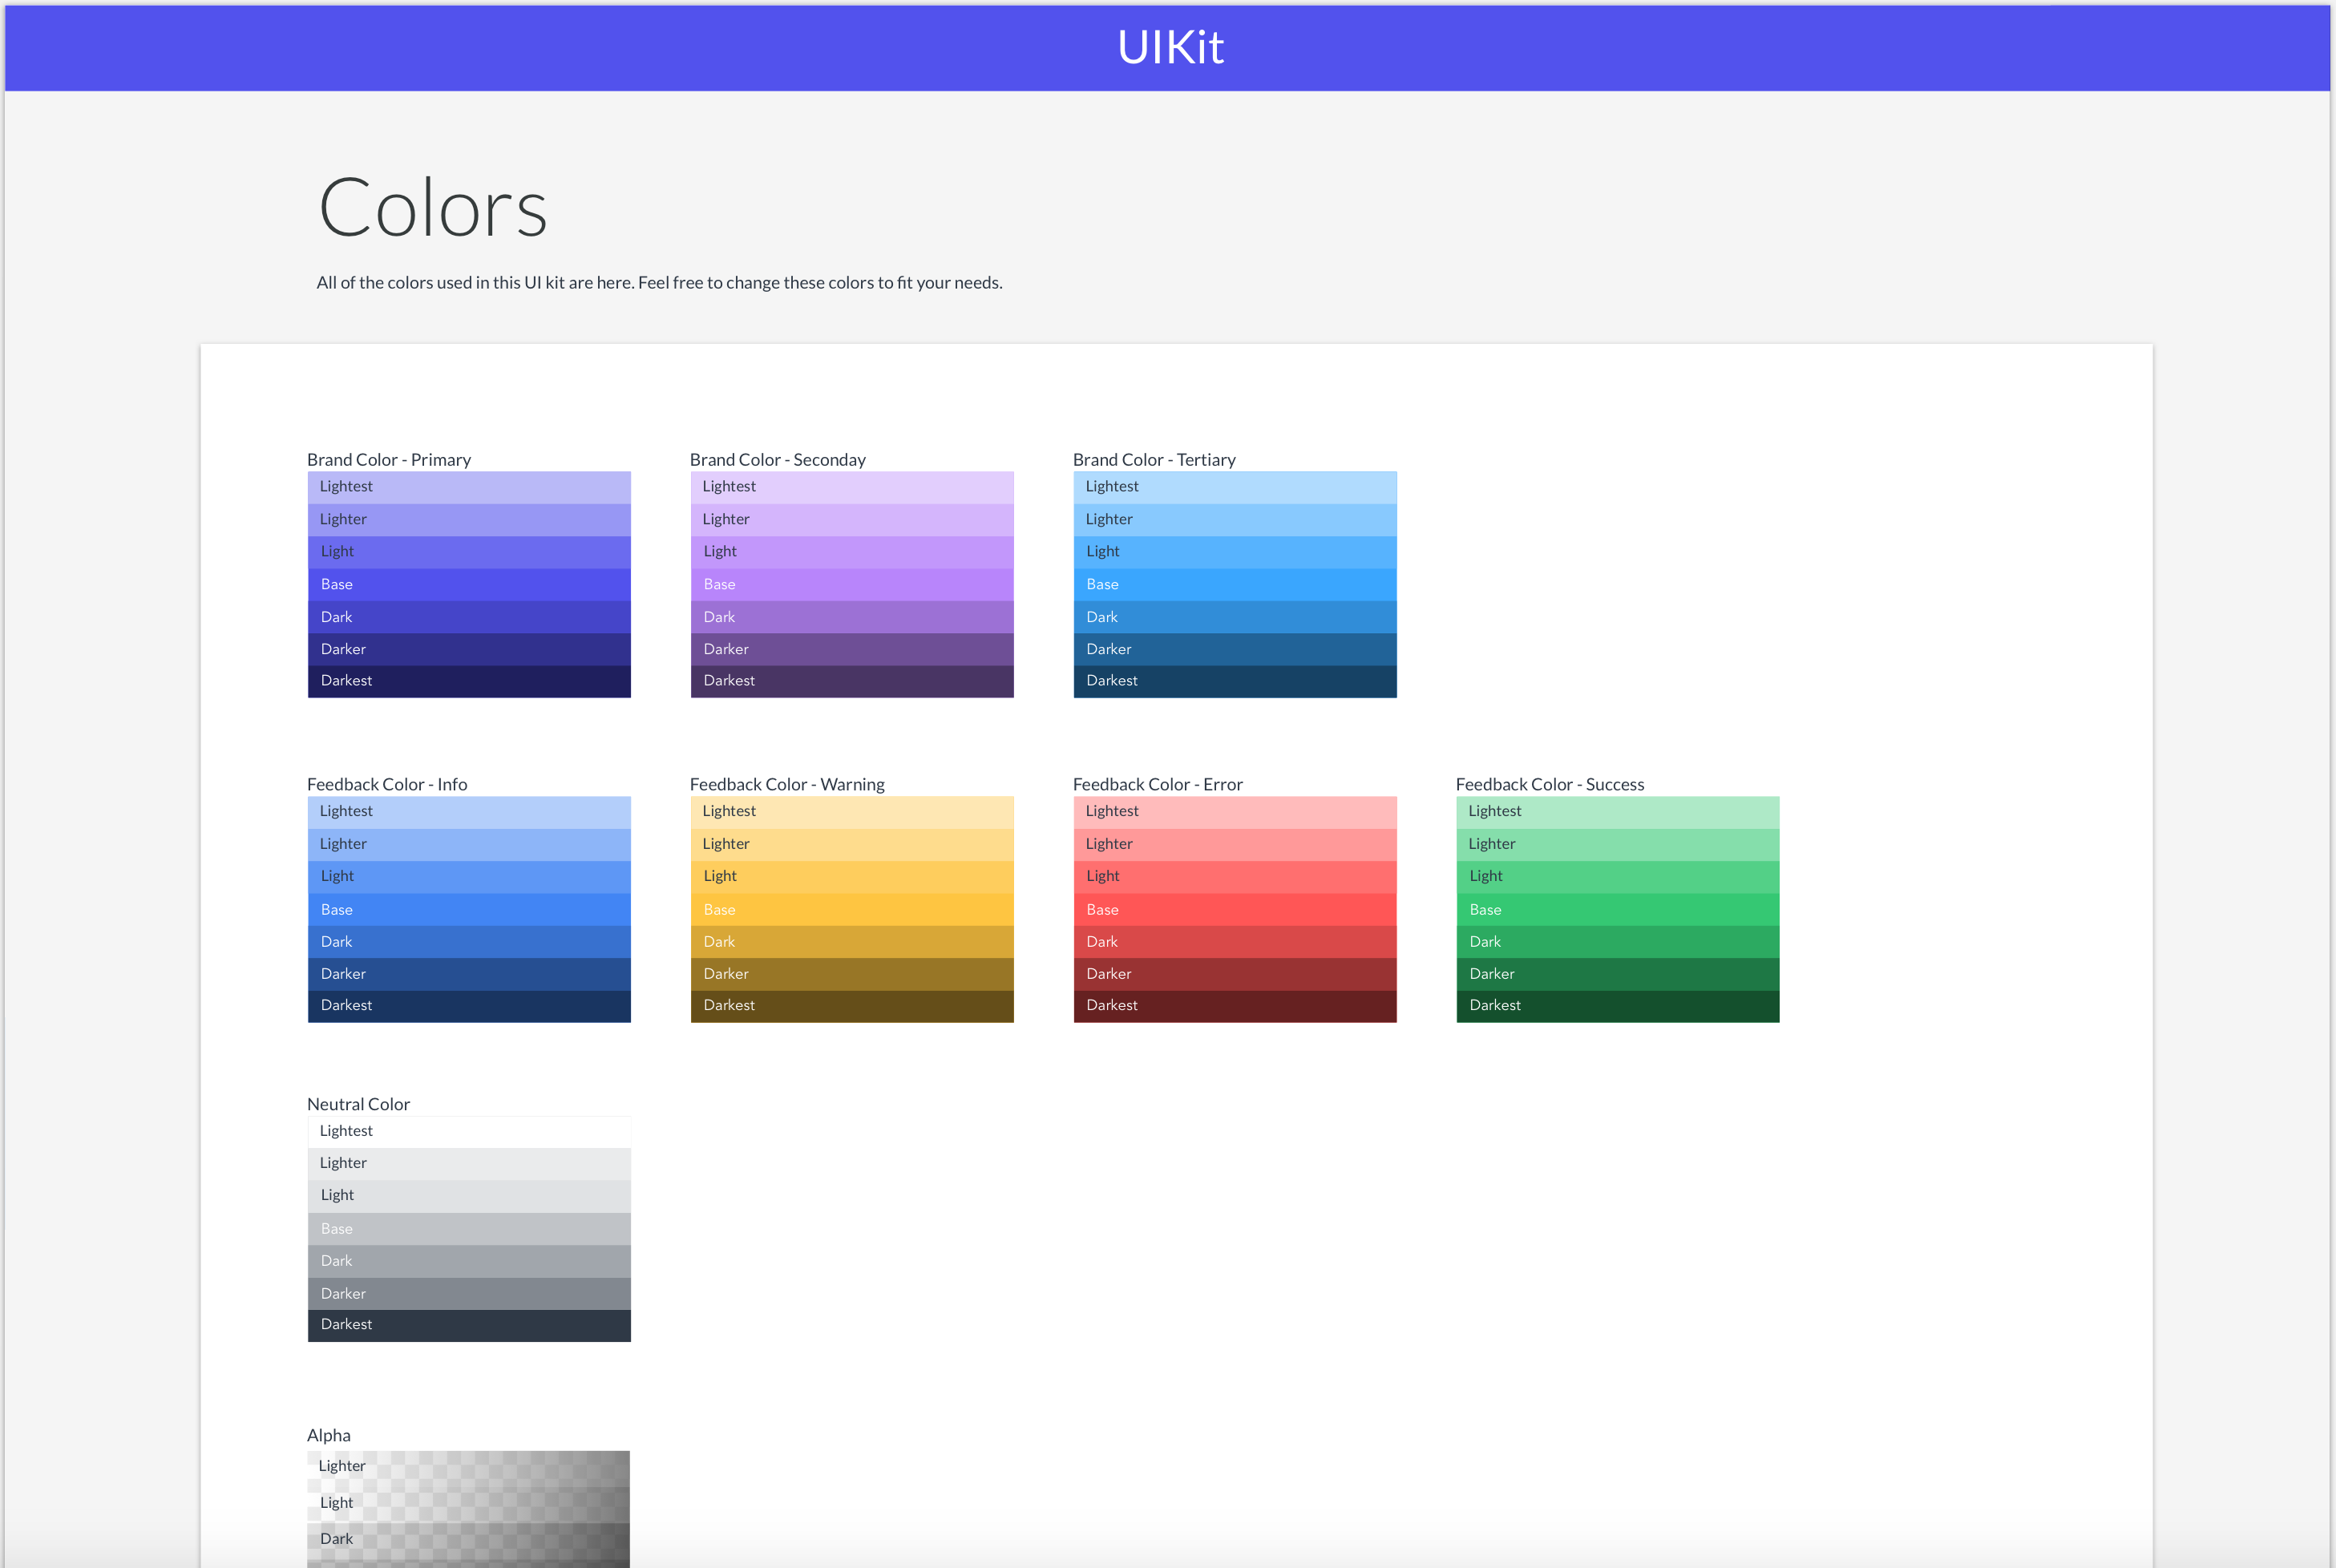 UIKit
Colors
All of the colors used in this UI kit are here. Feel free to change these colors to fit your needs.
Brand Color - Primary
Lightest
Lighter
Light
Base
Dark
Darker
Darkest
Brand Color - Seconday
Lightest
Lighter
Light
Base
Dark
Darker
Darkest
Brand Color - Tertiary
Lightest
Lighter
Light
Base
Dark
Darker
Darkest
Feedback Color - Info
Lightest
Lighter
Light
Base
Dark
Darker
Darkest
Feedback Color - Warning
Lightest
Lighter
Light
Base
Dark
Darker
Darkest
Feedback Color - Error
Lightest
Lighter
Light
Base
Dark
Darker
Darkest
Feedback Color - Success
Lightest
Lighter
Light
Base
Dark
Darker
Darkest
Neutral Color
Lightest
Lighter
Light
Base
Dark
Darker
Darkest
Alpha
Lighter
Light
Dark